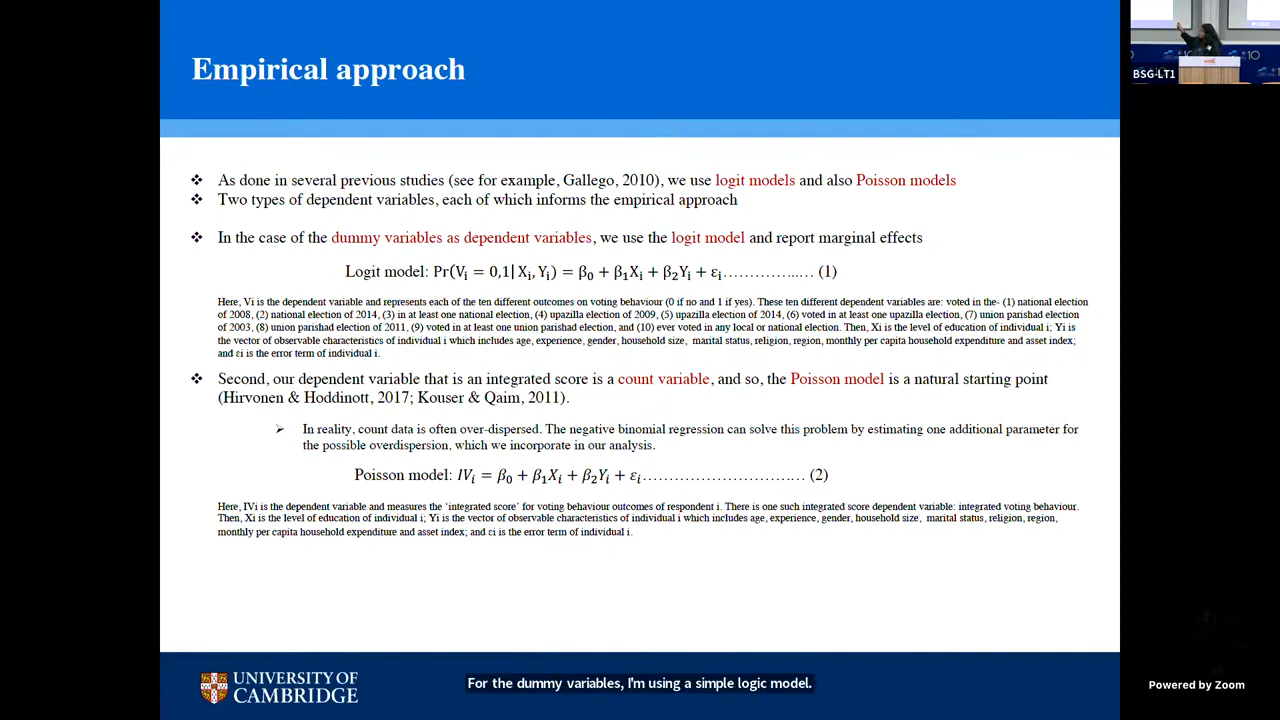 Empirical approach
❖ As done in several previous studies (see for example, Gallego, 2010), we use logit models and also Poisson models
❖ Two types of dependent variables, each of which informs the empirical approach
❖ In the case of the dummy variables as dependent variables, we use the logit model and report marginal effects
Logit model: Pr(Vᵢ = 0,1| Xᵢ, Yᵢ) = β₀ + β₁Xᵢ + β₂Yᵢ + εᵢ…………..… (1)
Here, Vi is the dependent variable and represents each of the ten different outcomes on voting behaviour (0 if no and 1 if yes). These ten different dependent variables are: voted in the- (1) national election
of 2008, (2) national election of 2014, (3) in at least one national election, (4) upazilla election of 2009, (5) upazilla election of 2014, (6) voted in at least one upazilla election, (7) union parishad election
of 2003, (8) union parishad election of 2011, (9) voted in at least one union parishad election, and (10) ever voted in any local or national election. Then, Xi is the level of education of individual i; Yi is
the vector of observable characteristics of individual i which includes age, experience, gender, household size, marital status, religion, region, monthly per capita household expenditure and asset index;
and εi is the error term of individual i.
❖ Second, our dependent variable that is an integrated score is a count variable, and so, the Poisson model is a natural starting point
(Hirvonen & Hoddinott, 2017; Kouser & Qaim, 2011).
➢ In reality, count data is often over-dispersed. The negative binomial regression can solve this problem by estimating one additional parameter for
the possible overdispersion, which we incorporate in our analysis.
Poisson model: IVᵢ = β₀ + β₁Xᵢ + β₂Yᵢ + εᵢ………………………… (2)
Here, IVi is the dependent variable and measures the ‘integrated score’ for voting behaviour outcomes of respondent i. There is one such integrated score dependent variable: integrated voting behaviour.
Then, Xi is the level of education of individual i; Yi is the vector of observable characteristics of individual i which includes age, experience, gender, household size, marital status, religion, region,
monthly per capita household expenditure and asset index; and εi is the error term of individual i.
UNIVERSITY OF
CAMBRIDGE
For the dummy variables, I'm using a simple logic model.
BSG-LT1
Powered by Zoom